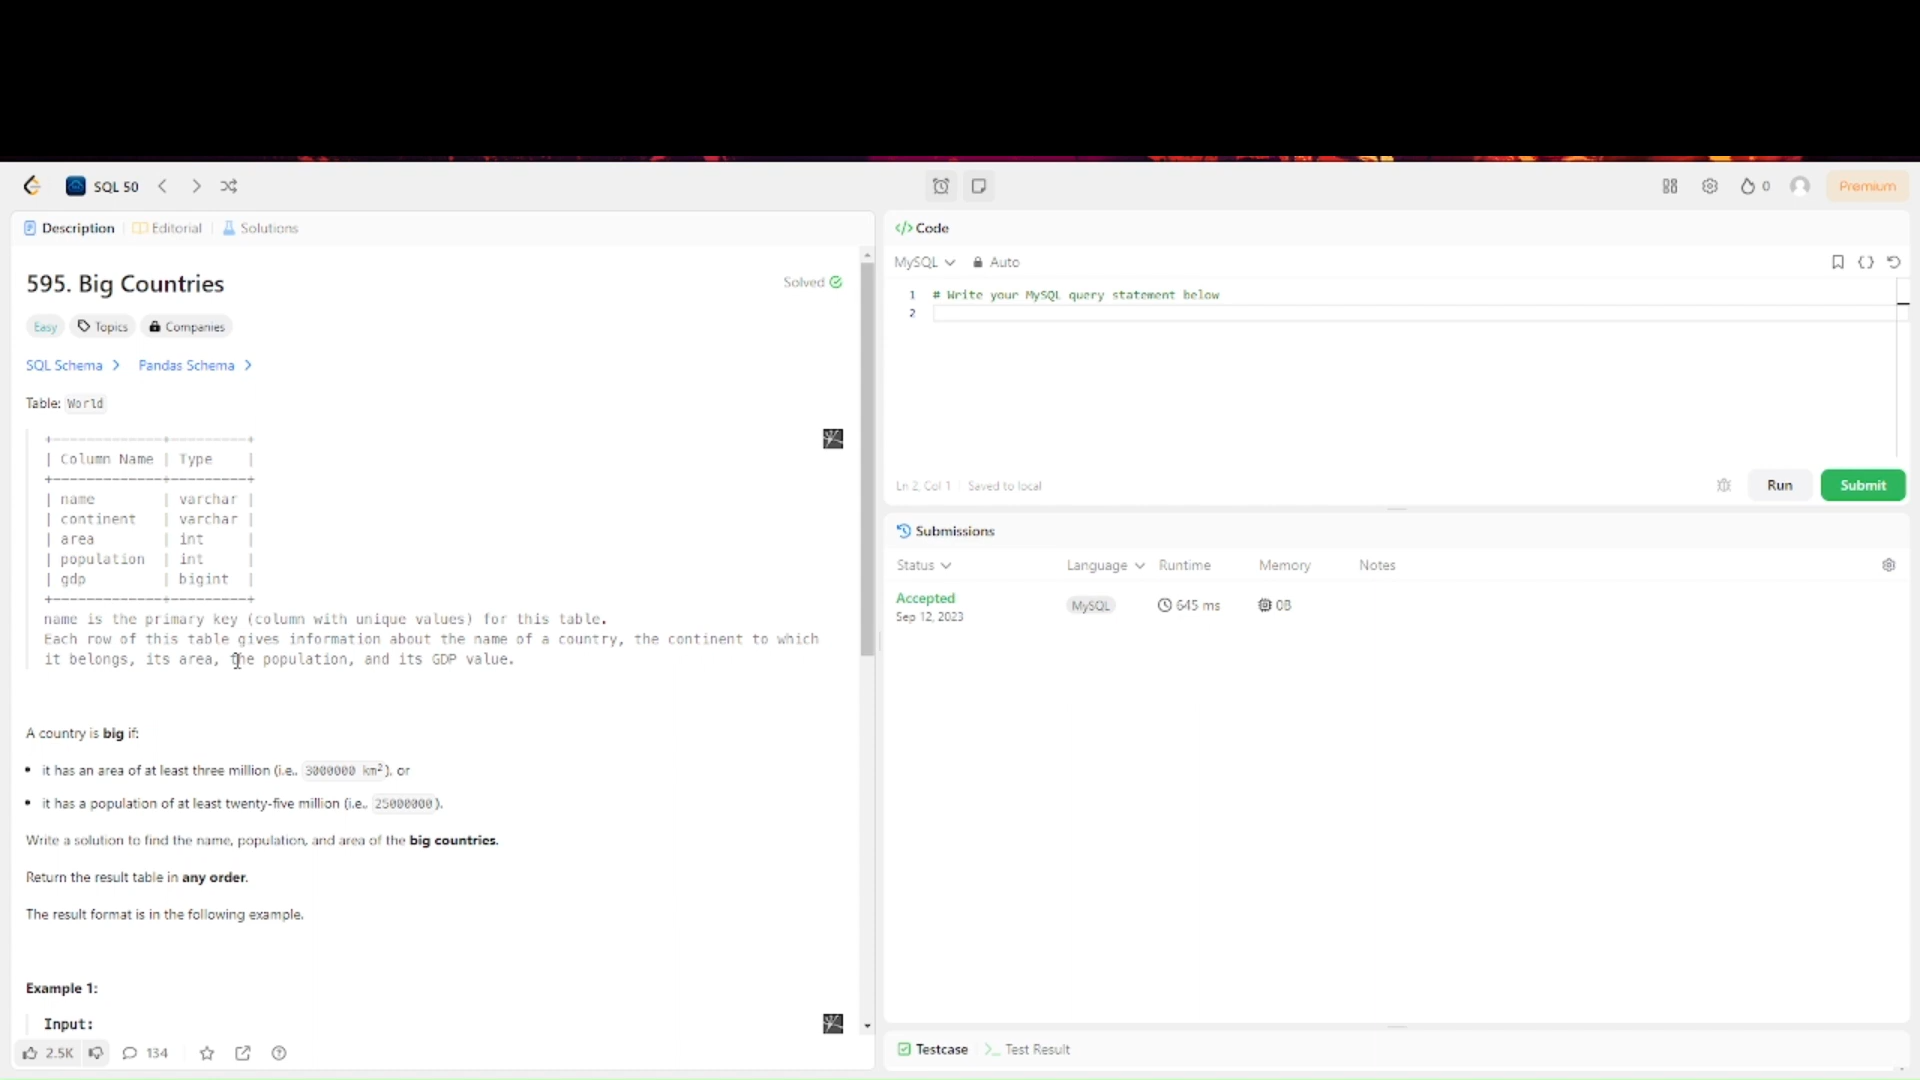 SQL 50
0
Premium
Description
Editorial
Solutions
595. Big Countries
Solved
Easy
Topics
Companies
SQL Schema
Pandas Schema
Table: World
+-------------+---------+
| Column Name | Type    |
+-------------+---------+
| name        | varchar |
| continent   | varchar |
| area        | int     |
| population  | int     |
| gdp         | bigint  |
+-------------+---------+
name is the primary key (column with unique values) for this table.
Each row of this table gives information about the name of a country, the continent to which
it belongs, its area, the population, and its GDP value.
A country is big if:
• it has an area of at least three million (i.e., 3000000 km²), or
• it has a population of at least twenty-five million (i.e., 25000000).
Write a solution to find the name, population, and area of the big countries.
Return the result table in any order.
The result format is in the following example.
Example 1:
Input:
2.5K
134
</> Code
MySQL
Auto
1 # Write your MySQL query statement below
2
Ln 2, Col 1 | Saved to local
Run
Submit
Submissions
Status
Language
Runtime
Memory
Notes
Accepted
Sep 12, 2023
MySQL
645 ms
0B
Testcase
>_ Test Result